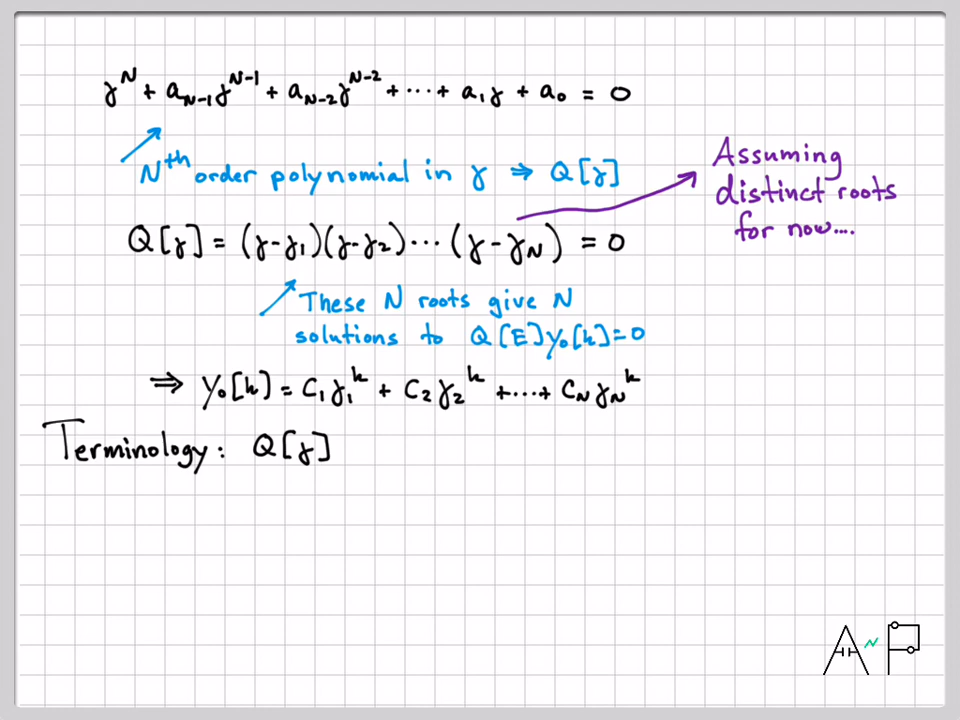 γ^N + a_{N-1}γ^{N-1} + a_{N-2}γ^{N-2} + ⋯ + a_1γ + a_0 = 0
Nth order polynomial in γ ⇒ Q[γ]
Assuming
distinct roots
for now....
Q[γ] = (γ-γ_1)(γ-γ_2)⋯(γ-γ_N) = 0
These N roots give N
solutions to Q[E]y_0[k]=0
⇒ y_0[k] = C_1γ_1^k + C_2γ_2^k + ⋯ + C_Nγ_N^k
Terminology: Q[γ]
A~P